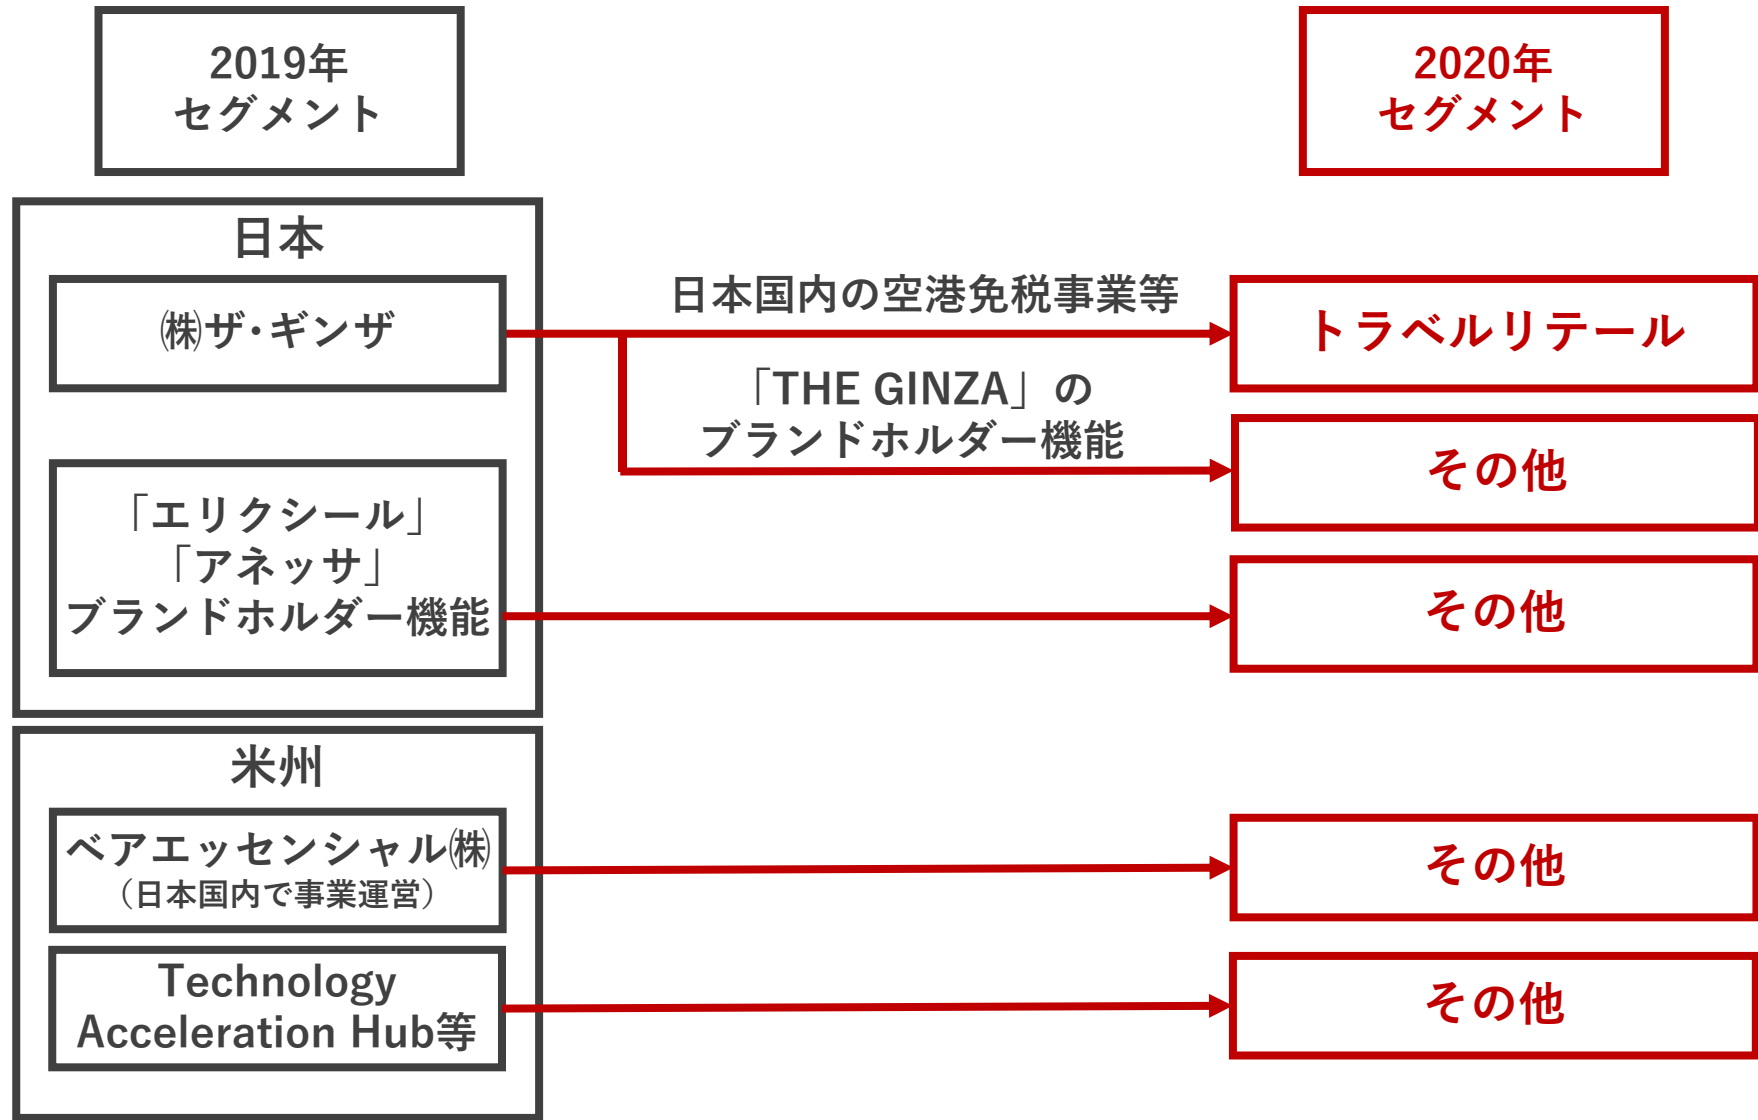 2019年
セグメント
2020年
セグメント
日本
㈱ザ・ギンザ
日本国内の空港免税事業等
トラベルリテール
「THE GINZA」の
ブランドホルダー機能
その他
「エリクシール」
「アネッサ」
ブランドホルダー機能
その他
米州
ベアエッセンシャル㈱
（日本国内で事業運営）
その他
Technology
Acceleration Hub等
その他